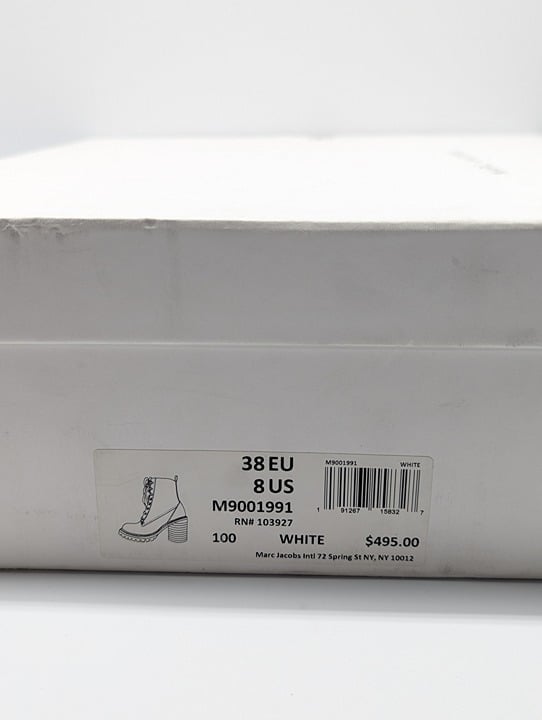 38 EU
8 US
M9001991
RN# 103927
100 WHITE $495.00
Marc Jacobs Intl 72 Spring St NY, NY 10012
M9001991 WHITE
1 91267 15832 7